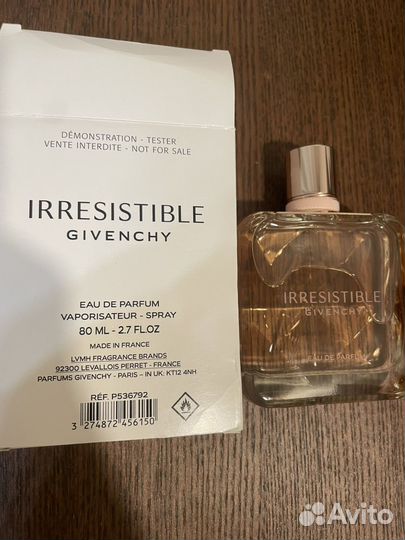 DÉMONSTRATION - TESTER
VENTE INTERDITE - NOT FOR SALE
IRRESISTIBLE
GIVENCHY
EAU DE PARFUM
VAPORISATEUR - SPRAY
80 ML - 2.7 FL.OZ
MADE IN FRANCE
LVMH FRAGRANCE BRANDS
92300 LEVALLOIS PERRET - FRANCE
PARFUMS GIVENCHY - PARIS – IN UK: KT12 4NH
RÉF. P536792
3 274872 456150
IRRESISTIBLE
GIVENCHY
EAU DE PARFUM
Avito